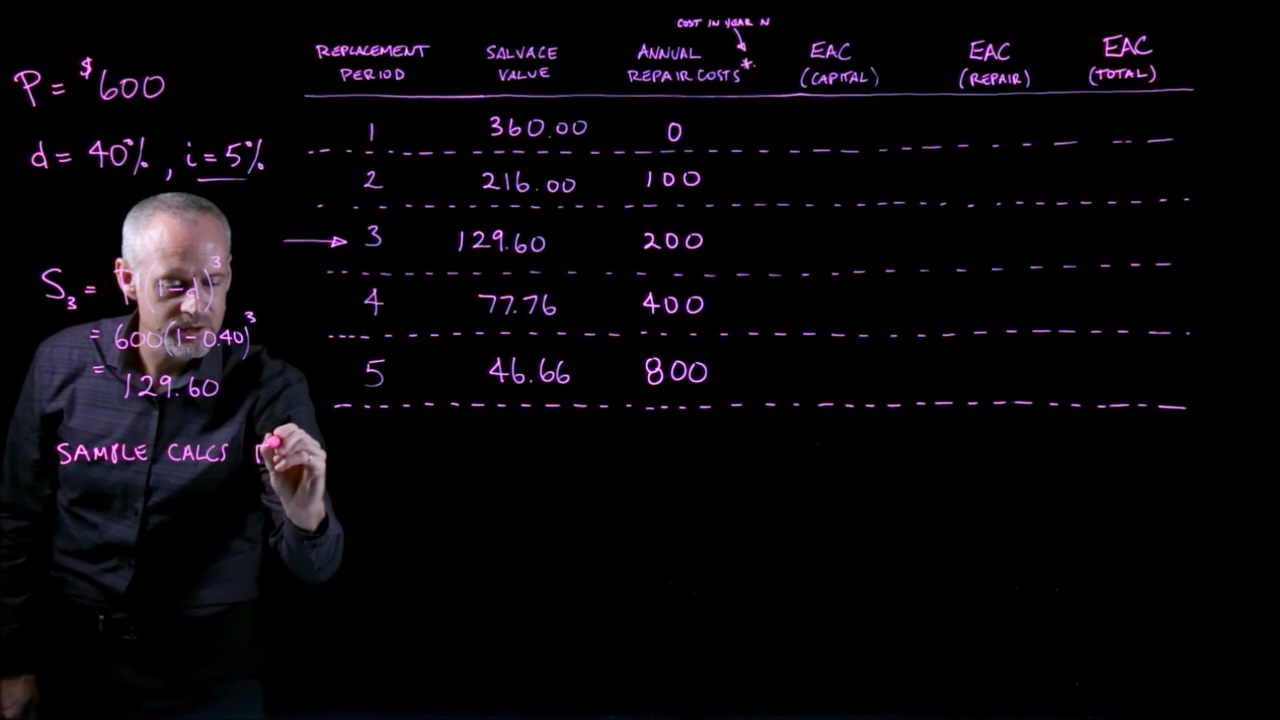 COST IN YEAR N
REPLACEMENT PERIOD SALVAGE VALUE ANNUAL REPAIR COSTS* EAC (CAPITAL) EAC (REPAIR) EAC (TOTAL)
P = $600
d = 40%, i = 5%
1 360.00 0
2 216.00 100
3 129.60 200
4 77.76 400
5 46.66 800
S₃ = P(1-d)³
= 600(1-0.40)³
= 129.60
SAMPLE CALCS